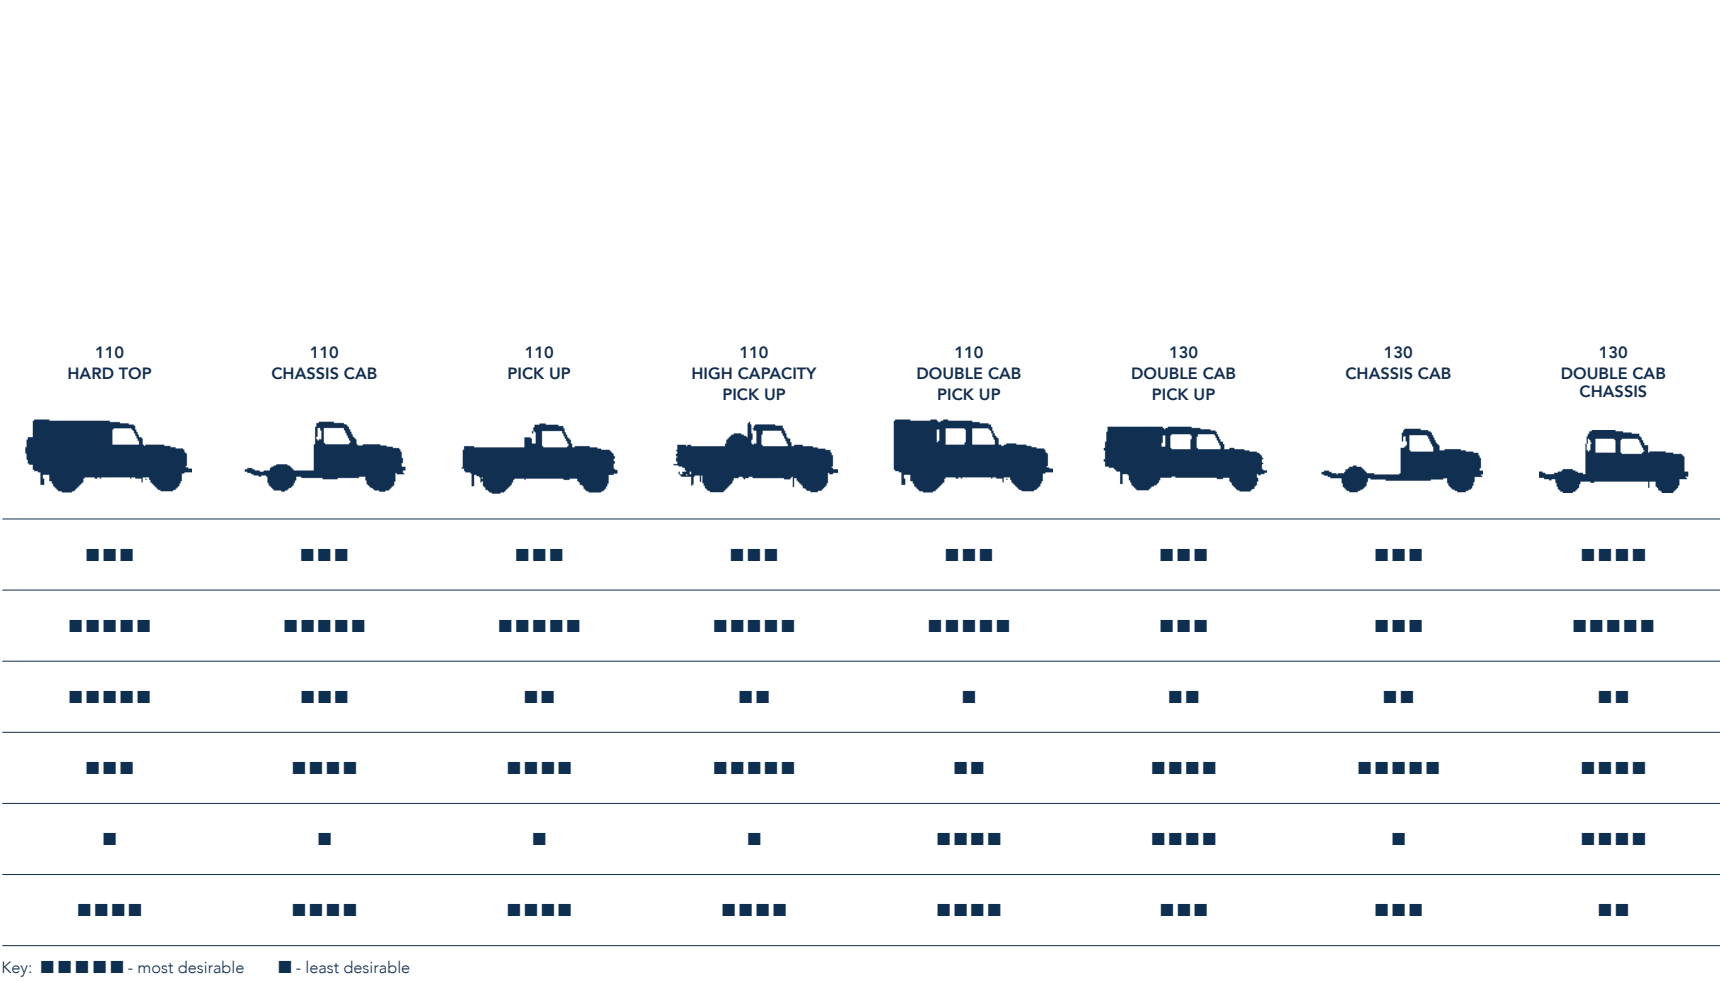 110 110 110 110 110 130 130 130
HARD TOP CHASSIS CAB PICK UP HIGH CAPACITY DOUBLE CAB DOUBLE CAB CHASSIS CAB DOUBLE CAB
PICK UP PICK UP PICK UP CHASSIS
■■■ ■■■ ■■■ ■■■ ■■■ ■■■ ■■■ ■■■■
■■■■■ ■■■■■ ■■■■■ ■■■■■ ■■■■■ ■■■ ■■■ ■■■■■
■■■■■ ■■■ ■■ ■■ ■ ■■ ■■ ■■
■■■ ■■■■ ■■■■ ■■■■■ ■■ ■■■■ ■■■■■ ■■■■
■ ■ ■ ■ ■■■■ ■■■■ ■ ■■■■
■■■■ ■■■■ ■■■■ ■■■■ ■■■■ ■■■ ■■■ ■■
Key: ■■■■■ - most desirable ■ - least desirable